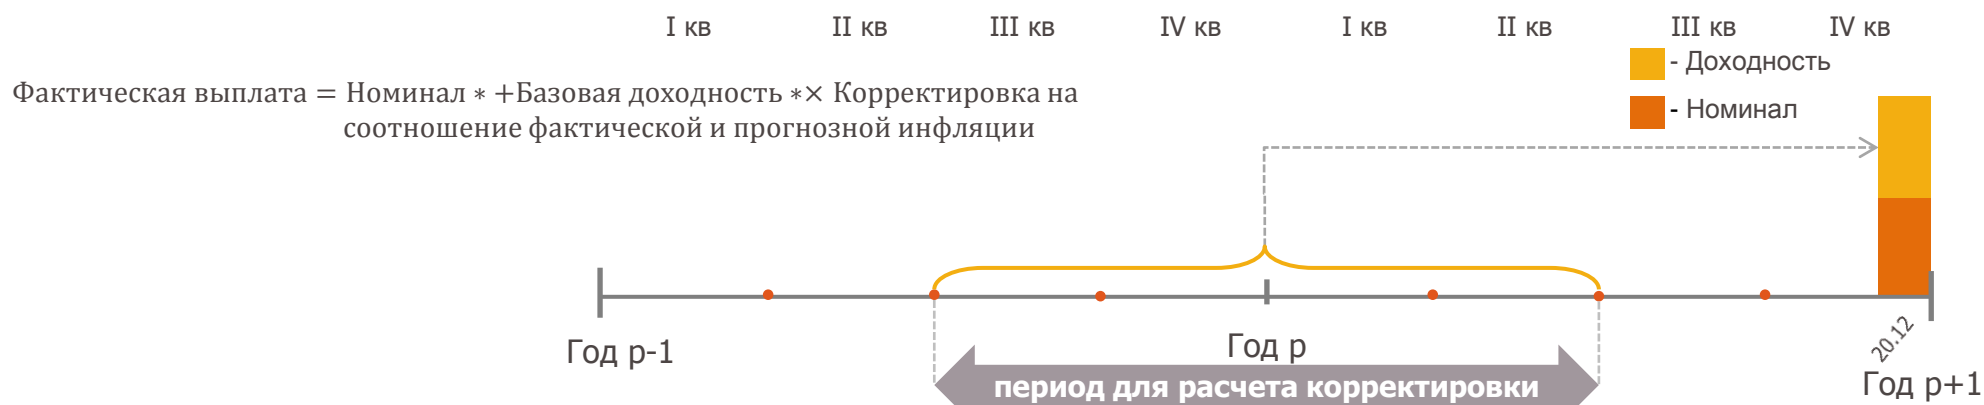 I кв II кв III кв IV кв I кв II кв III кв IV кв
- Доходность
- Номинал
Фактическая выплата = Номинал * +Базовая доходность *× Корректировка на
соотношение фактической и прогнозной инфляции
Год p-1
Год p
20.12
Год p+1
период для расчета корректировки